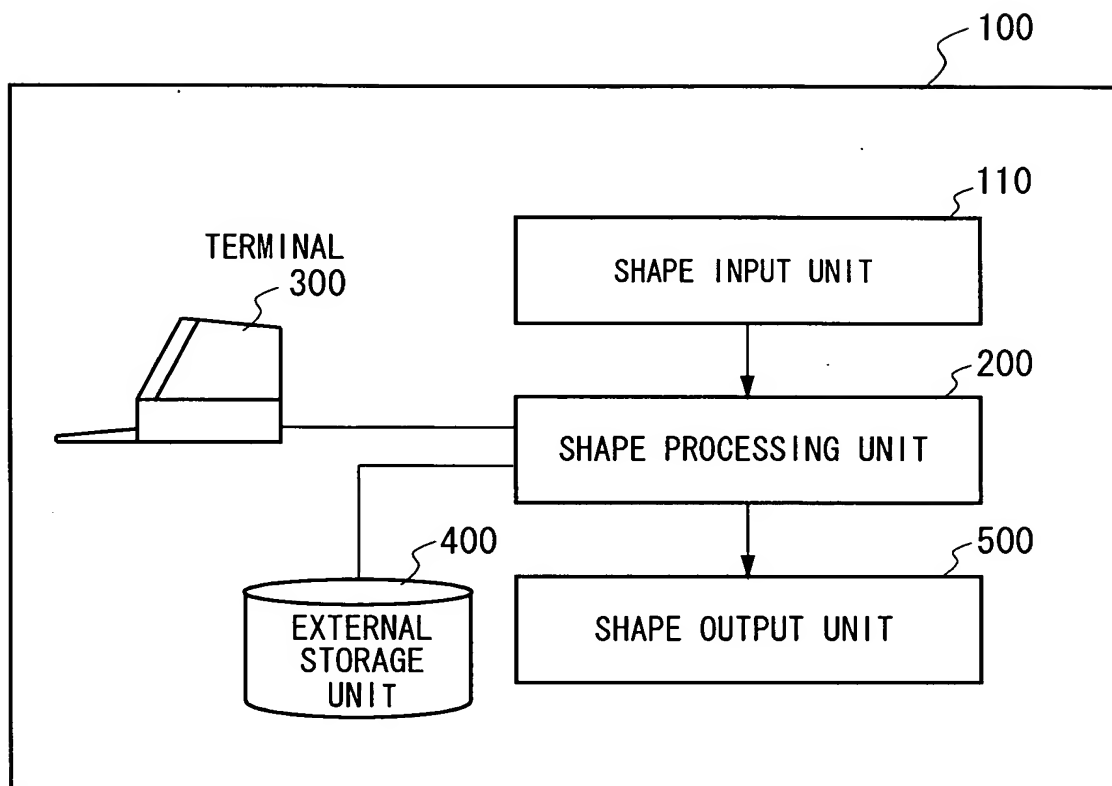 100
110
SHAPE INPUT UNIT
TERMINAL
300
200
SHAPE PROCESSING UNIT
400
EXTERNAL
STORAGE
UNIT
500
SHAPE OUTPUT UNIT